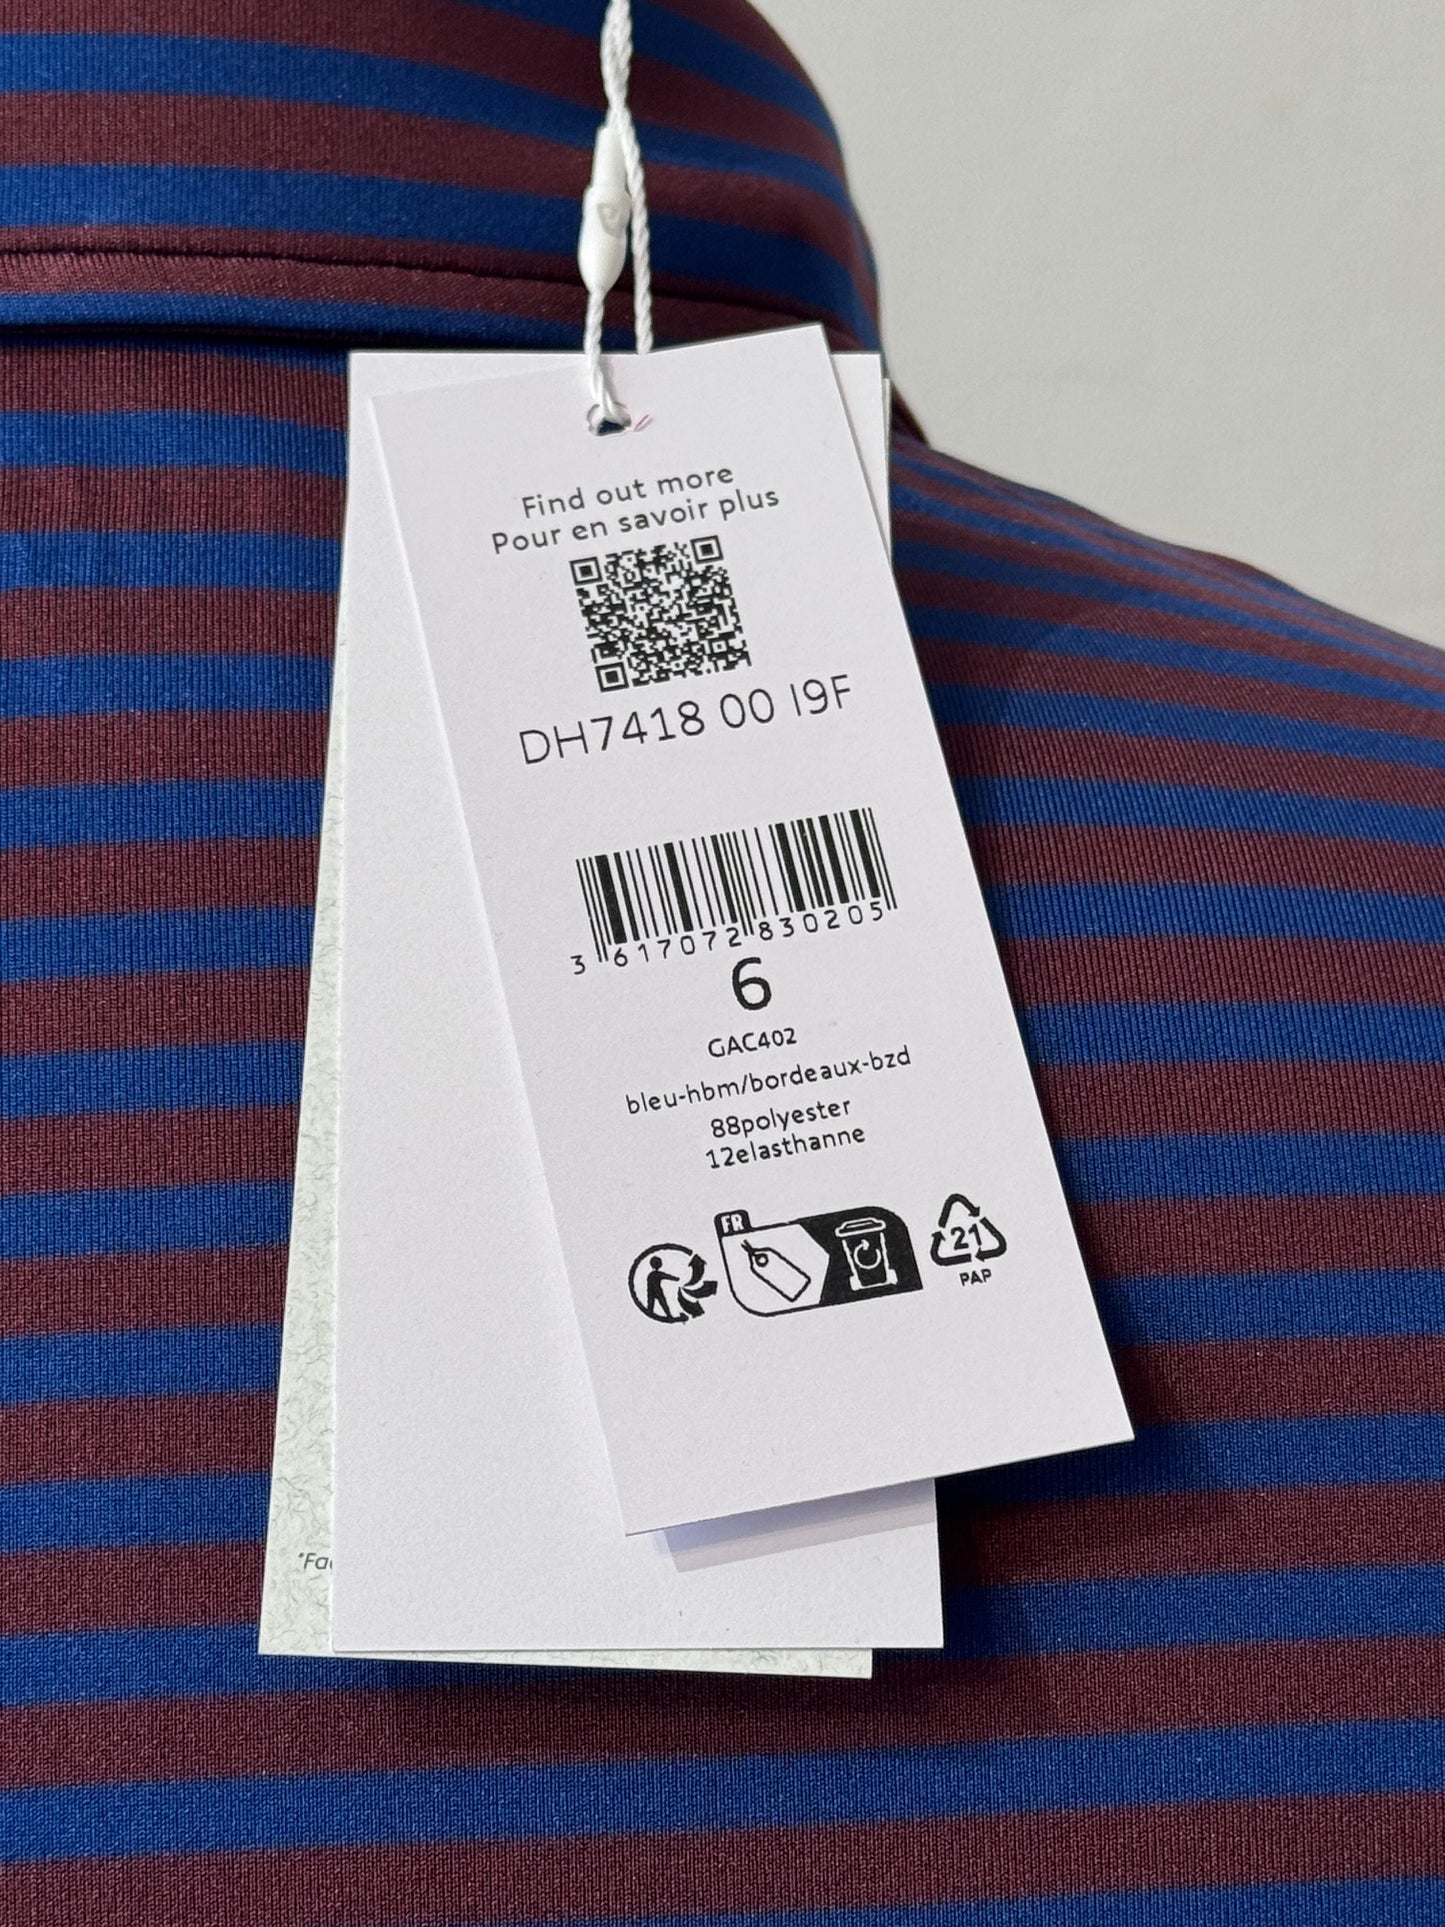 Find out more
Pour en savoir plus
DH7418 00 I9F
3 617072 830205
6
GAC402
bleu-hbm/bordeaux-bzd
88polyester
12elasthanne
FR
21
PAP